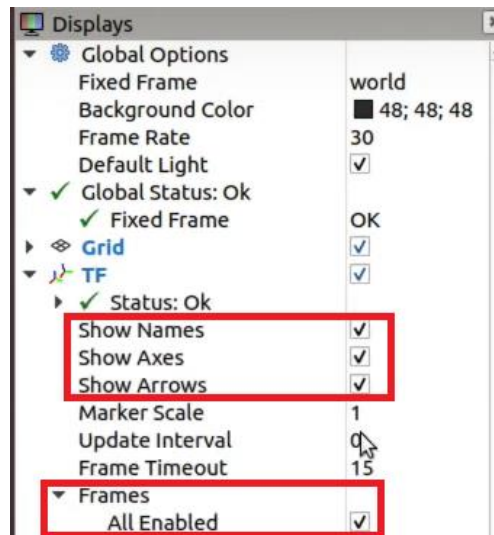 Displays
Global Options
Fixed Frame world
Background Color 48; 48; 48
Frame Rate 30
Default Light
Global Status: Ok
Fixed Frame OK
Grid
TF
Status: Ok
Show Names
Show Axes
Show Arrows
Marker Scale 1
Update Interval 0
Frame Timeout 15
Frames
All Enabled